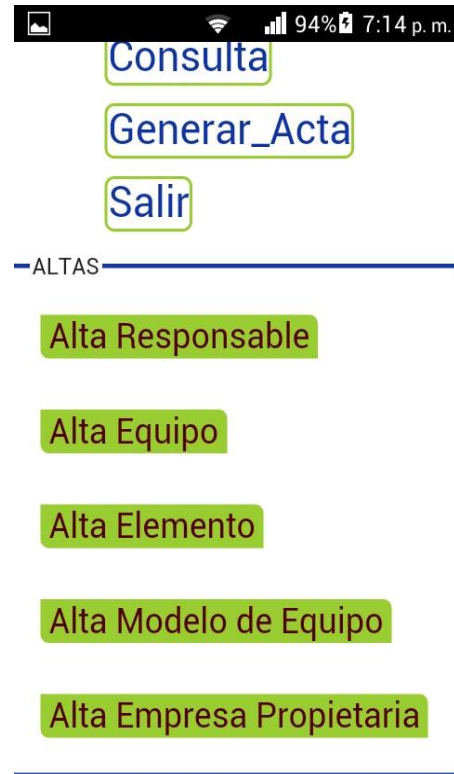 94% 7:14 p. m.
Consulta
Generar_Acta
Salir
ALTAS
Alta Responsable
Alta Equipo
Alta Elemento
Alta Modelo de Equipo
Alta Empresa Propietaria